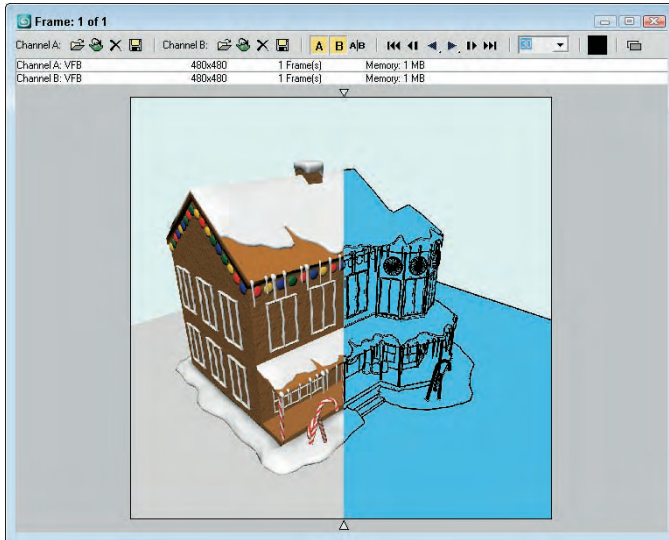 Frame: 1 of 1
Channel A: Channel B: A B A|B 30
Channel A: VFB 480x480 1 Frame(s) Memory: 1 MB
Channel B: VFB 480x480 1 Frame(s) Memory: 1 MB